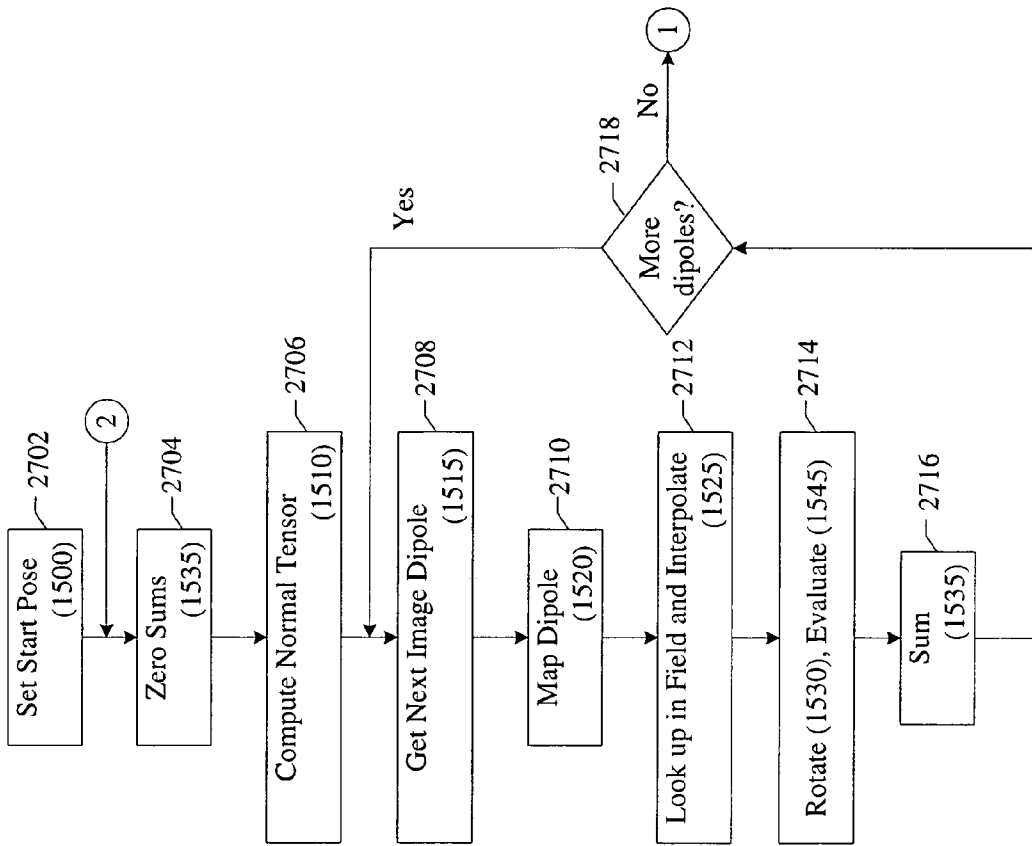 Set Start Pose
(1500)
2702
2
Zero Sums
(1535)
2704
Compute Normal Tensor
(1510)
2706
Get Next Image Dipole
(1515)
2708
Map Dipole
(1520)
2710
Look up in Field and Interpolate
(1525)
2712
Rotate (1530), Evaluate (1545)
2714
Sum
(1535)
2716
More
dipoles?
2718
Yes
No
1